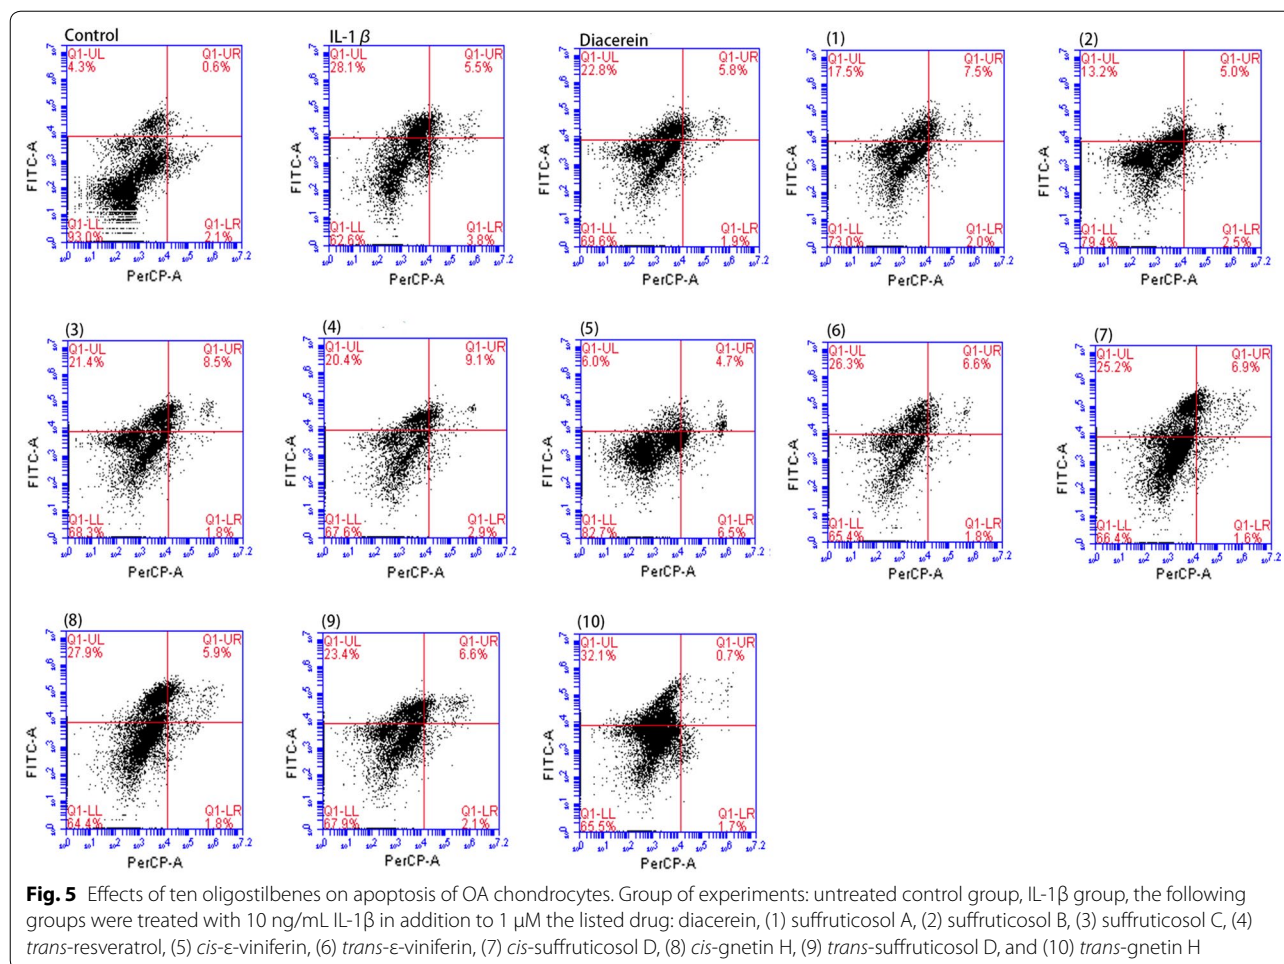 Control
Q1-UL Q1-UR
4.3% 0.6%
Q1-LL Q1-LR
93.0% 2.1%
FITC-A
PerCP-A
IL-1 β
Q1-UL Q1-UR
28.1% 5.5%
Q1-LL Q1-LR
62.6% 3.8%
FITC-A
PerCP-A
Diacerein
Q1-UL Q1-UR
22.8% 5.8%
Q1-LL Q1-LR
69.6% 1.9%
FITC-A
PerCP-A
(1)
Q1-UL Q1-UR
17.5% 7.5%
Q1-LL Q1-LR
73.0% 2.0%
FITC-A
PerCP-A
(2)
Q1-UL Q1-UR
13.2% 5.0%
Q1-LL Q1-LR
79.4% 2.5%
FITC-A
PerCP-A
(3)
Q1-UL Q1-UR
21.4% 8.5%
Q1-LL Q1-LR
68.3% 1.8%
FITC-A
PerCP-A
(4)
Q1-UL Q1-UR
20.4% 9.1%
Q1-LL Q1-LR
67.6% 2.9%
FITC-A
PerCP-A
(5)
Q1-UL Q1-UR
6.0% 4.7%
Q1-LL Q1-LR
82.7% 6.5%
FITC-A
PerCP-A
(6)
Q1-UL Q1-UR
26.3% 6.6%
Q1-LL Q1-LR
65.4% 1.8%
FITC-A
PerCP-A
(7)
Q1-UL Q1-UR
25.2% 6.9%
Q1-LL Q1-LR
66.4% 1.6%
FITC-A
PerCP-A
(8)
Q1-UL Q1-UR
27.9% 5.9%
Q1-LL Q1-LR
64.4% 1.8%
FITC-A
PerCP-A
(9)
Q1-UL Q1-UR
23.4% 6.6%
Q1-LL Q1-LR
67.9% 2.1%
FITC-A
PerCP-A
(10)
Q1-UL Q1-UR
32.1% 0.7%
Q1-LL Q1-LR
65.5% 1.7%
FITC-A
PerCP-A
Fig. 5 Effects of ten oligostilbenes on apoptosis of OA chondrocytes. Group of experiments: untreated control group, IL-1β group, the following
groups were treated with 10 ng/mL IL-1β in addition to 1 μM the listed drug: diacerein, (1) suffruticosol A, (2) suffruticosol B, (3) suffruticosol C, (4)
trans-resveratrol, (5) cis-ε-viniferin, (6) trans-ε-viniferin, (7) cis-suffruticosol D, (8) cis-gnetin H, (9) trans-suffruticosol D, and (10) trans-gnetin H